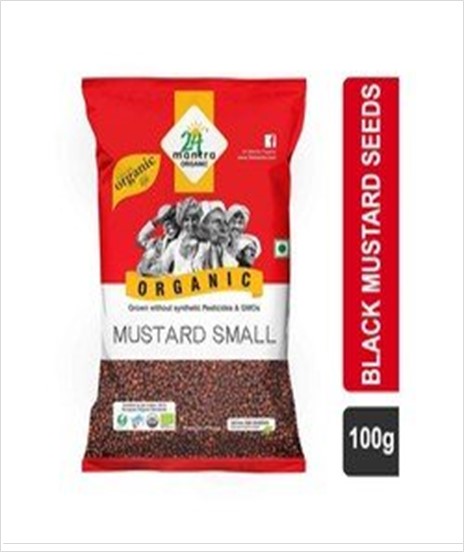 24
mantra
ORGANIC
organic
ORGANIC
Grown without synthetic Pesticides & GMOs
MUSTARD SMALL
BLACK MUSTARD SEEDS
100g